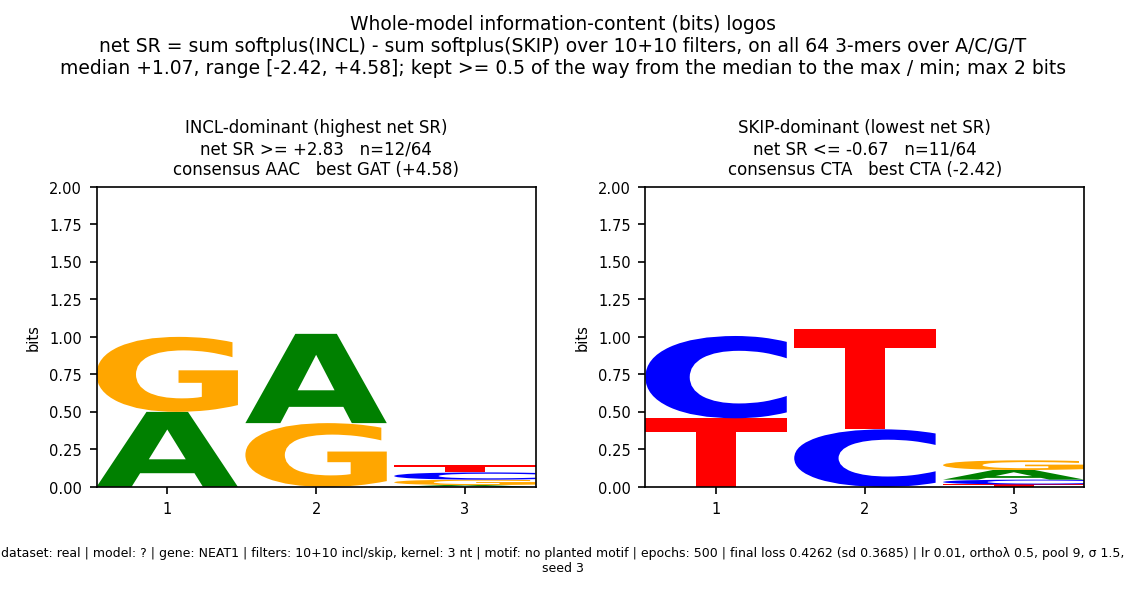 Whole-model information-content (bits) logos
net SR = sum softplus(INCL) - sum softplus(SKIP) over 10+10 filters, on all 64 3-mers over A/C/G/T
median +1.07, range [-2.42, +4.58]; kept >= 0.5 of the way from the median to the max / min; max 2 bits
INCL-dominant (highest net SR)
net SR >= +2.83   n=12/64
consensus AAC   best GAT (+4.58)
2.00
1.75
1.50
1.25
1.00
0.75
0.50
0.25
0.00
bits
G
A
A
G
T
C
G
1
2
3
SKIP-dominant (lowest net SR)
net SR <= -0.67   n=11/64
consensus CTA   best CTA (-2.42)
2.00
1.75
1.50
1.25
1.00
0.75
0.50
0.25
0.00
bits
C
T
T
C
G
A
C
T
1
2
3
dataset: real | model: ? | gene: NEAT1 | filters: 10+10 incl/skip, kernel: 3 nt | motif: no planted motif | epochs: 500 | final loss 0.4262 (sd 0.3685) | lr 0.01, orthoλ 0.5, pool 9, σ 1.5,
seed 3